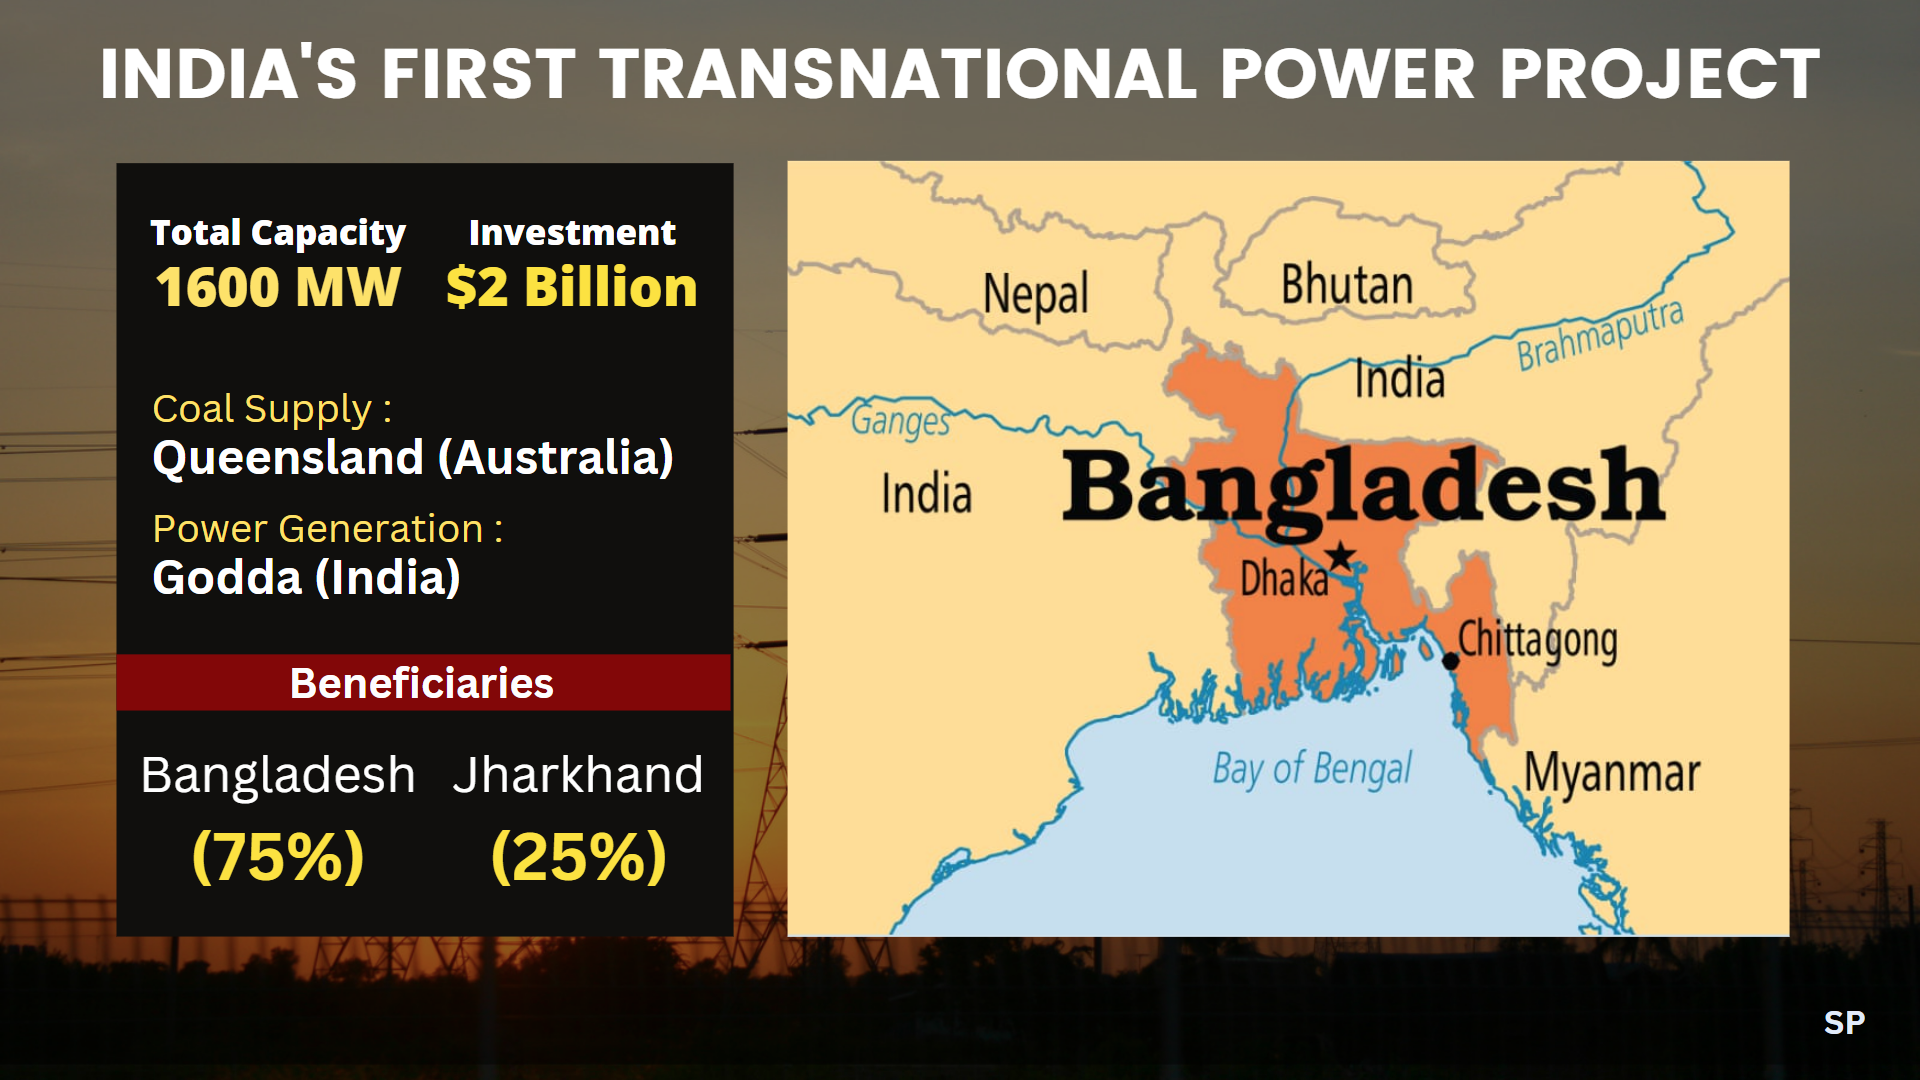 INDIA'S FIRST TRANSNATIONAL POWER PROJECT
Total Capacity
1600 MW
Investment
$2 Billion
Coal Supply :
Queensland (Australia)
Power Generation :
Godda (India)
Beneficiaries
Bangladesh
(75%)
Jharkhand
(25%)
Nepal
Bhutan
Brahmaputra
India
Ganges
India
Bangladesh
Dhaka
Chittagong
Bay of Bengal
Myanmar
SP